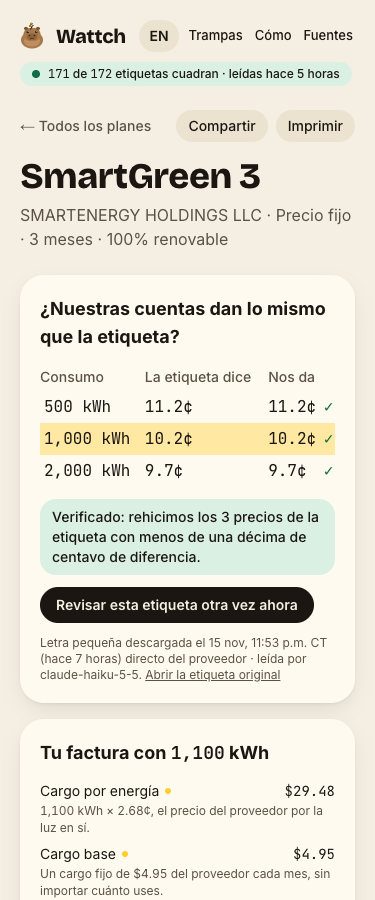 Wattch EN Trampas Cómo Fuentes
171 de 172 etiquetas cuadran · leídas hace 5 horas
← Todos los planes Compartir Imprimir
SmartGreen 3
SMARTENERGY HOLDINGS LLC · Precio fijo
· 3 meses · 100% renovable
¿Nuestras cuentas dan lo mismo
que la etiqueta?
Consumo La etiqueta dice Nos da
500 kWh 11.2¢ 11.2¢ ✓
1,000 kWh 10.2¢ 10.2¢ ✓
2,000 kWh 9.7¢ 9.7¢ ✓
Verificado: rehicimos los 3 precios de la
etiqueta con menos de una décima de
centavo de diferencia.
Revisar esta etiqueta otra vez ahora
Letra pequeña descargada el 15 nov, 11:53 p.m. CT
(hace 7 horas) directo del proveedor · leída por
claude-haiku-5-5. Abrir la etiqueta original
Tu factura con 1,100 kWh
Cargo por energía $29.48
1,100 kWh × 2.68¢, el precio del proveedor por la
luz en sí.
Cargo base $4.95
Un cargo fijo de $4.95 del proveedor cada mes, sin
importar cuánto uses.